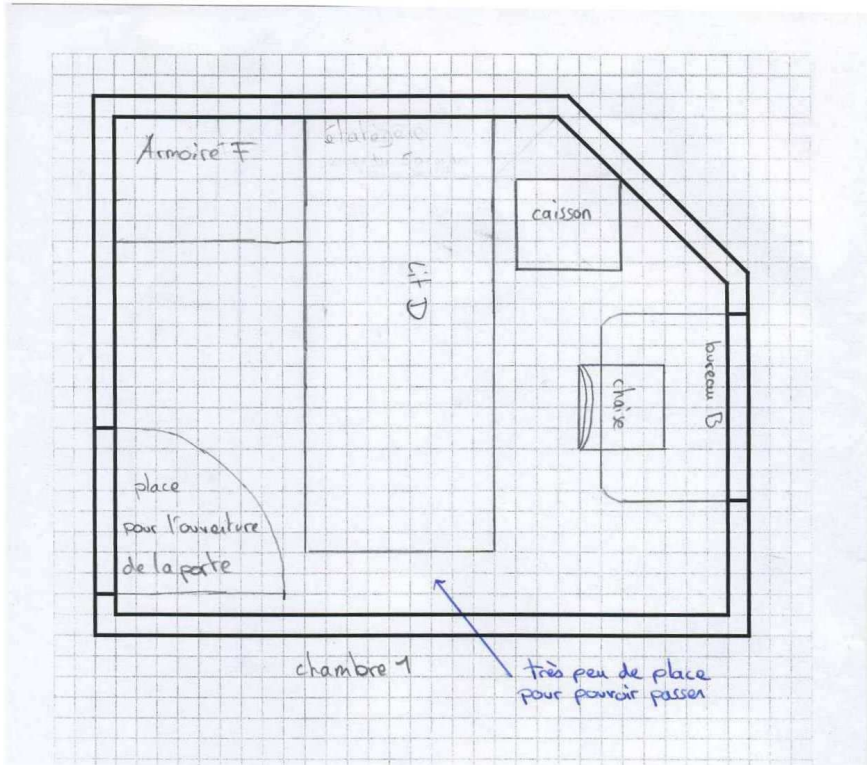 Armoire F
étaragère
caisson
Lit D
bureau B
chaise
place
pour l'ouverture
de la porte
chambre 1
très peu de place
pour pouvoir passer